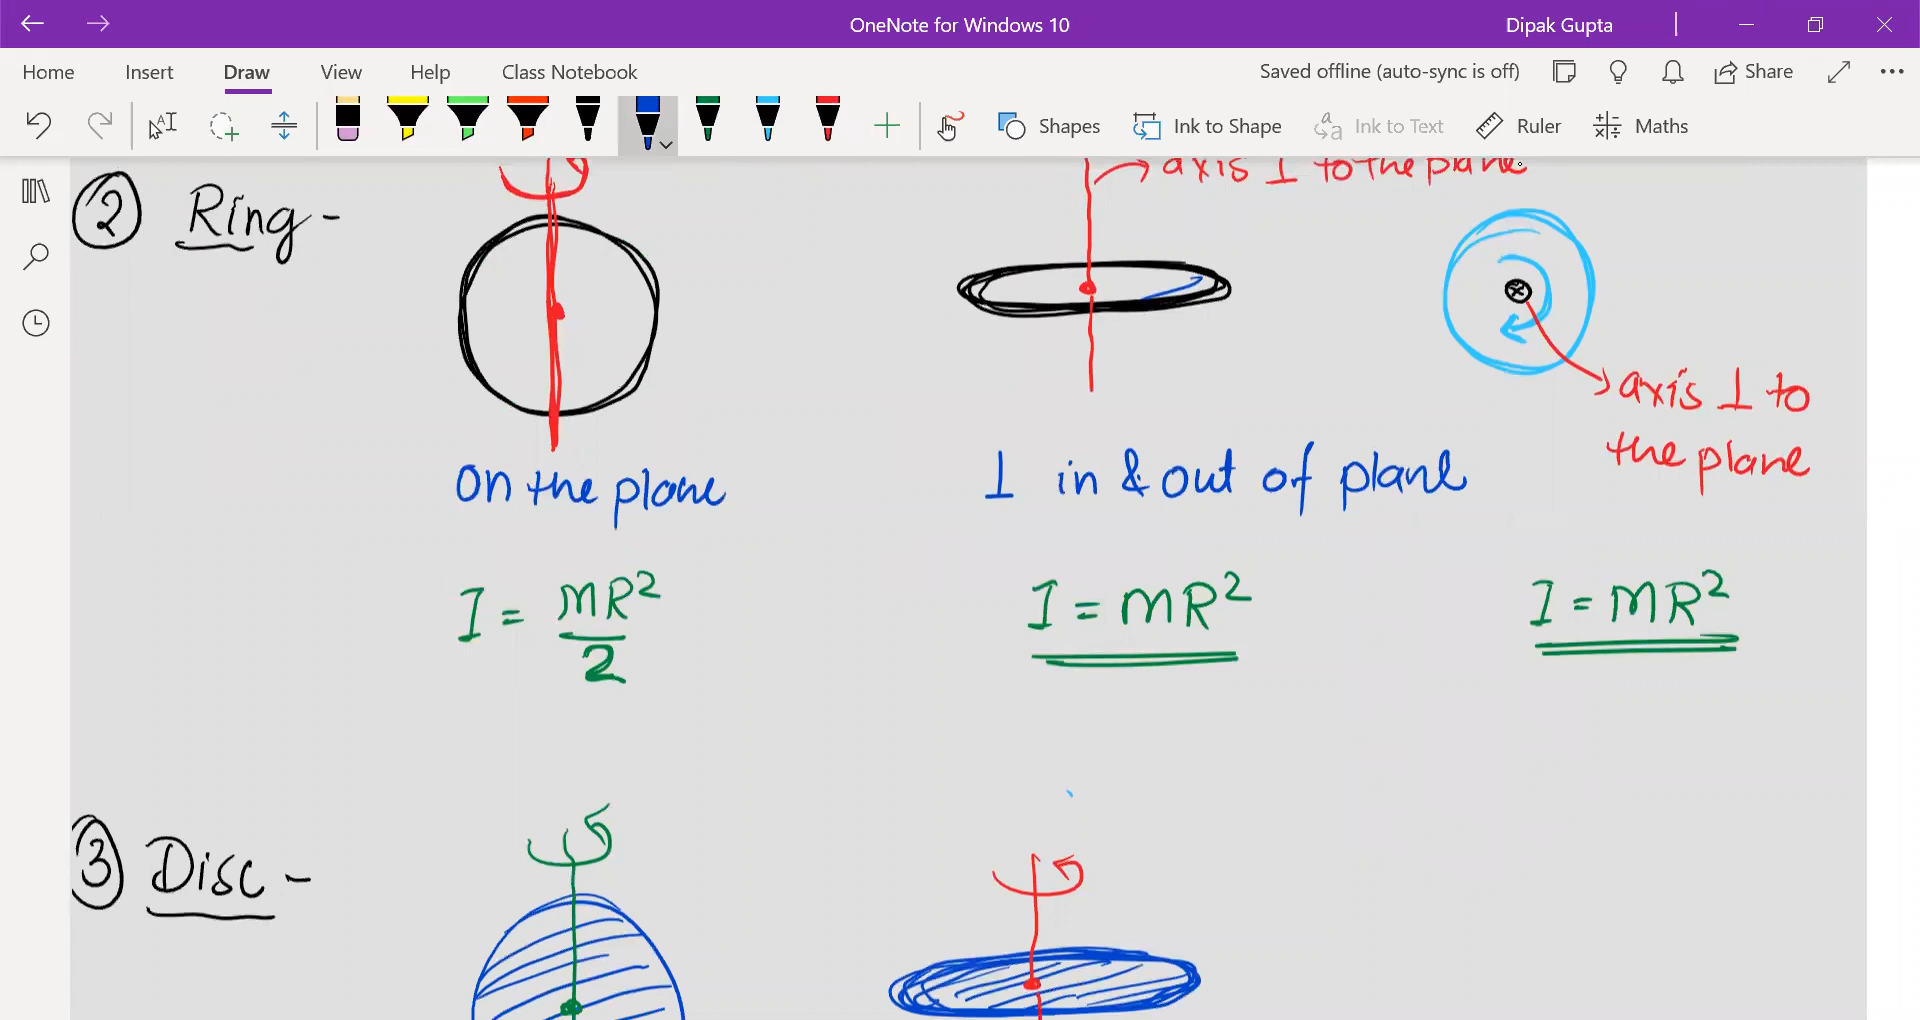 OneNote for Windows 10
Dipak Gupta
Home Insert Draw View Help Class Notebook
Saved offline (auto-sync is off)
Share
Shapes
Ink to Shape
Ink to Text
Ruler
Maths
axis ⊥ to the plane
② Ring -
axis ⊥ to
the plane
on the plane
⊥ in & out of plane
I = MR²/2
I = MR²
I = MR²
③ Disc -